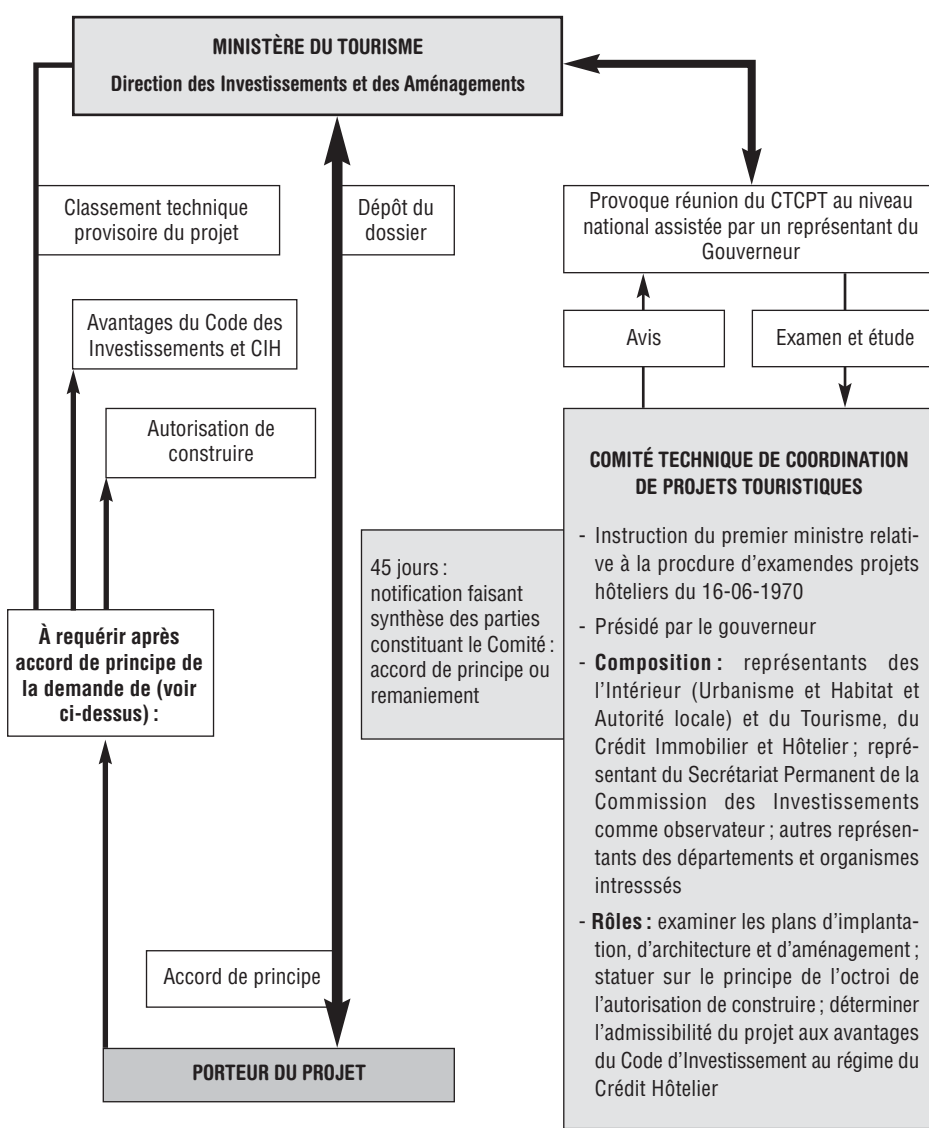 MINISTÈRE DU TOURISME
Direction des Investissements et des Aménagements
Classement technique
provisoire du projet
Dépôt du
dossier
Provoque réunion du CTCPT au niveau
national assistée par un représentant du
Gouverneur
Avantages du Code des
Investissements et CIH
Avis
Examen et étude
Autorisation de
construire
COMITÉ TECHNIQUE DE COORDINATION
DE PROJETS TOURISTIQUES
- Instruction du premier ministre relati-
ve à la procdure d'examendes projets
hôteliers du 16-06-1970
- Présidé par le gouverneur
- Composition : représentants des
l'Intérieur (Urbanisme et Habitat et
Autorité locale) et du Tourisme, du
Crédit Immobilier et Hôtelier ; repré-
sentant du Secrétariat Permanent de la
Commission des Investissements
comme observateur ; autres représen-
tants des départements et organismes
intresssés
- Rôles : examiner les plans d'implanta-
tion, d'architecture et d'aménagement ;
statuer sur le principe de l'octroi de
l'autorisation de construire ; déterminer
l'admissibilité du projet aux avantages
du Code d'Investissement au régime du
Crédit Hôtelier
45 jours :
notification faisant
synthèse des parties
constituant le Comité :
accord de principe ou
remaniement
À requérir après
accord de principe de
la demande de (voir
ci-dessus) :
Accord de principe
PORTEUR DU PROJET